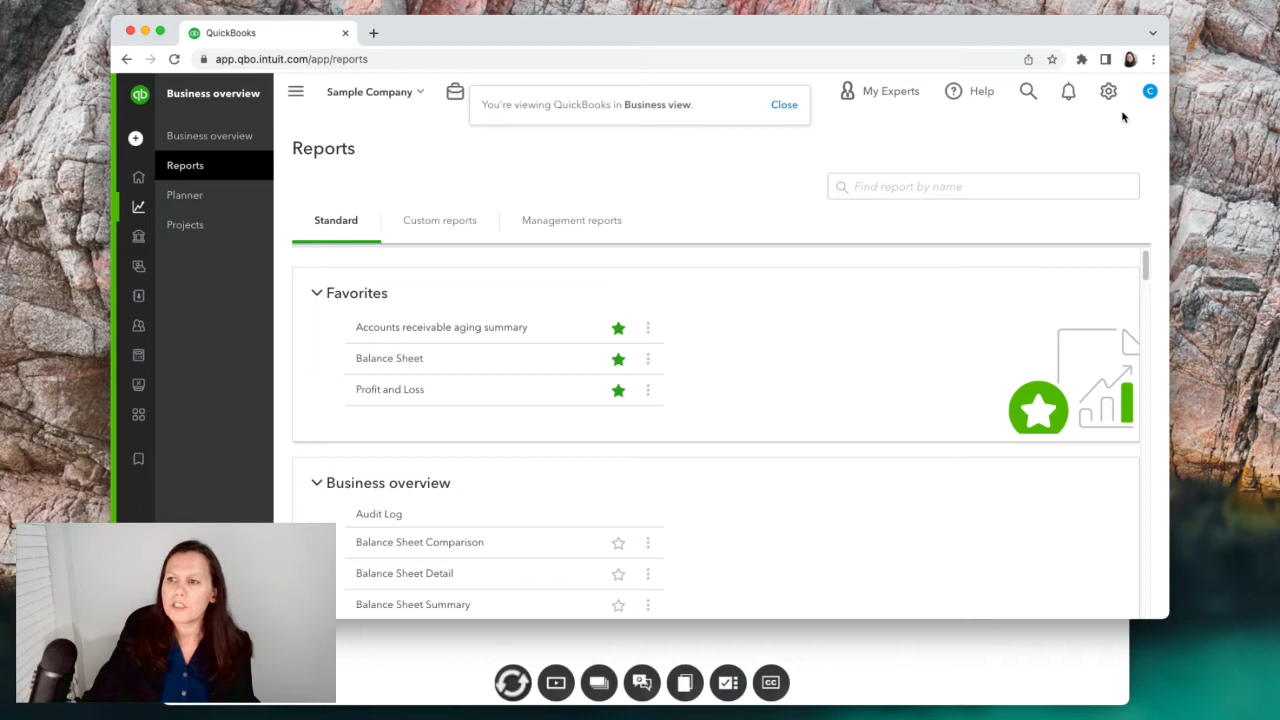 QuickBooks
app.qbo.intuit.com/app/reports
qb
Business overview
Sample Company
You're viewing QuickBooks in Business view.
Close
My Experts
Help
C
Business overview
Reports
Planner
Projects
Reports
Find report by name
Standard
Custom reports
Management reports
Favorites
Accounts receivable aging summary
Balance Sheet
Profit and Loss
Business overview
Audit Log
Balance Sheet Comparison
Balance Sheet Detail
Balance Sheet Summary
CC